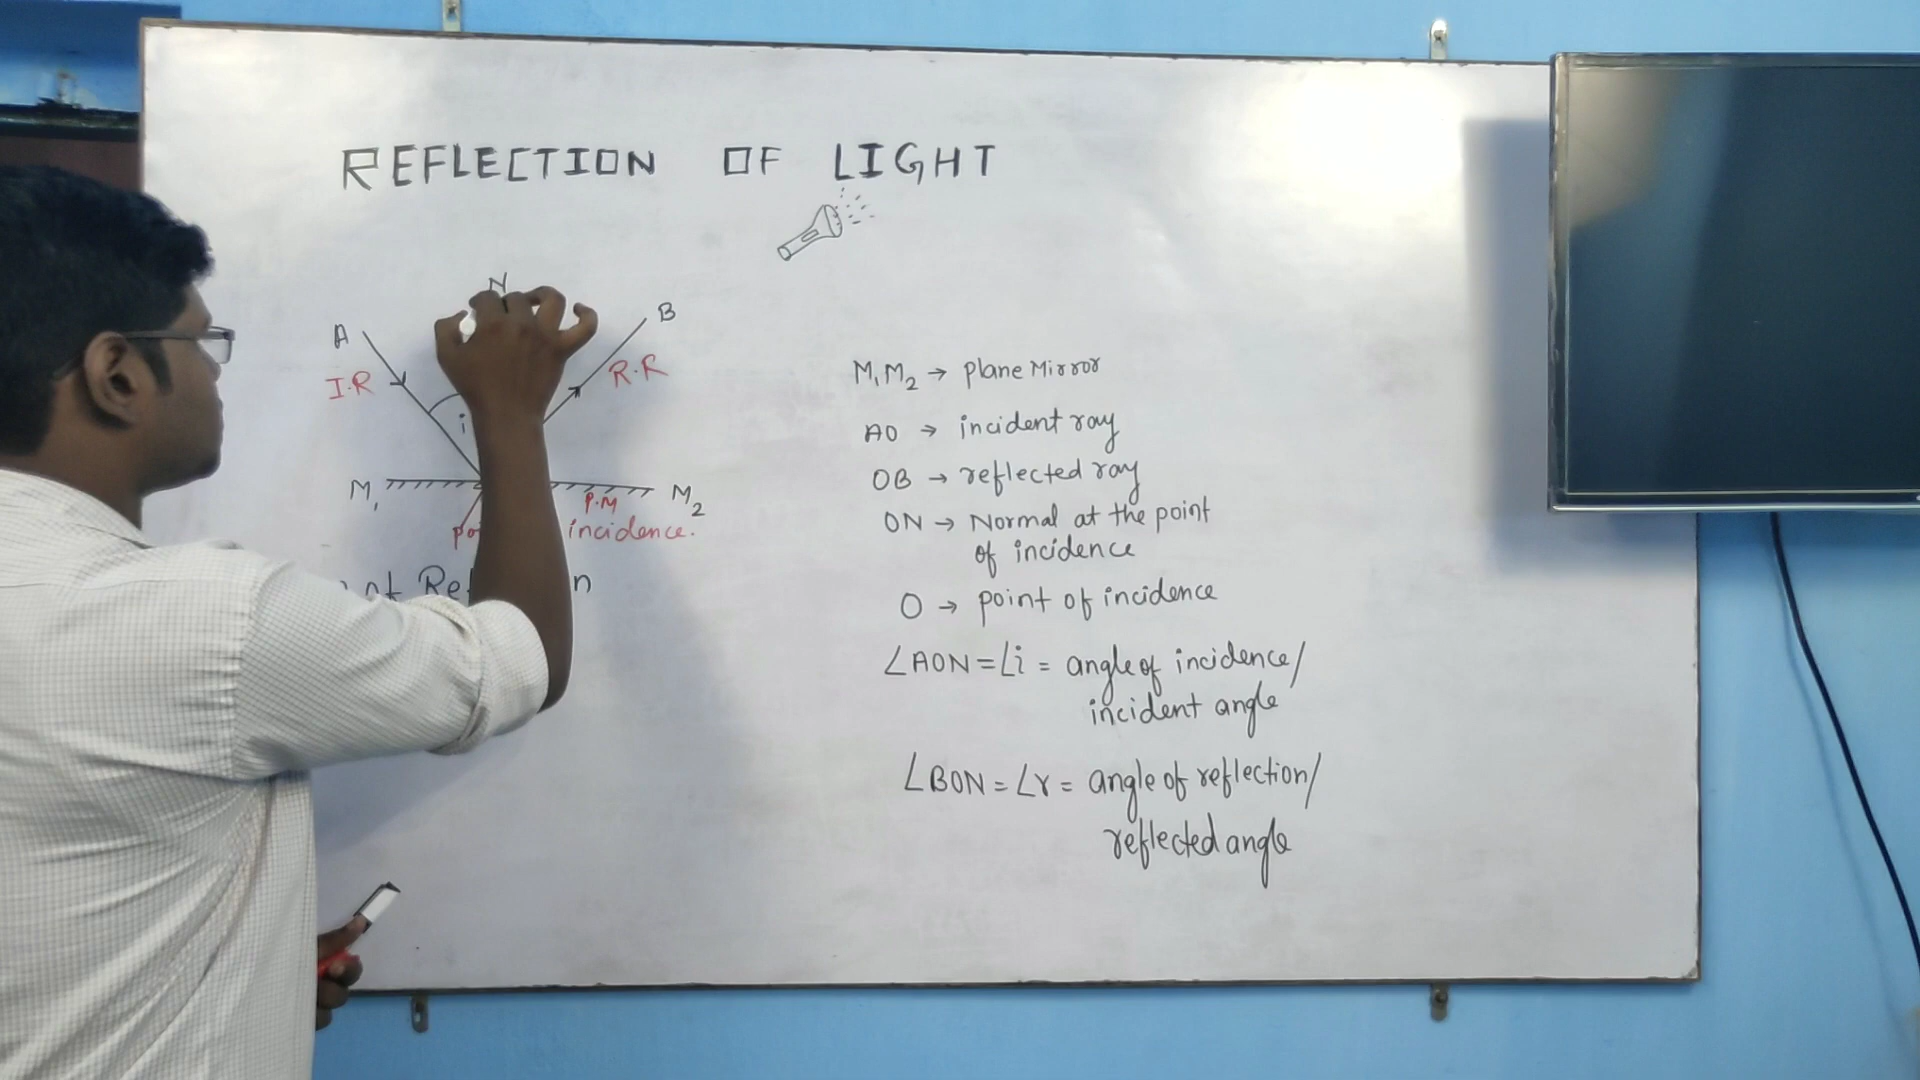 REFLECTION OF LIGHT
N
A
B
I.R
R.R
i
M1
M2
P.M
incidence.
M1M2 → plane Mirror
AO → incident ray
OB → reflected ray
ON → Normal at the point
of incidence
O → point of incidence
∠AON = ∠i = angle of incidence/
incident angle
∠BON = ∠r = angle of reflection/
reflected angle